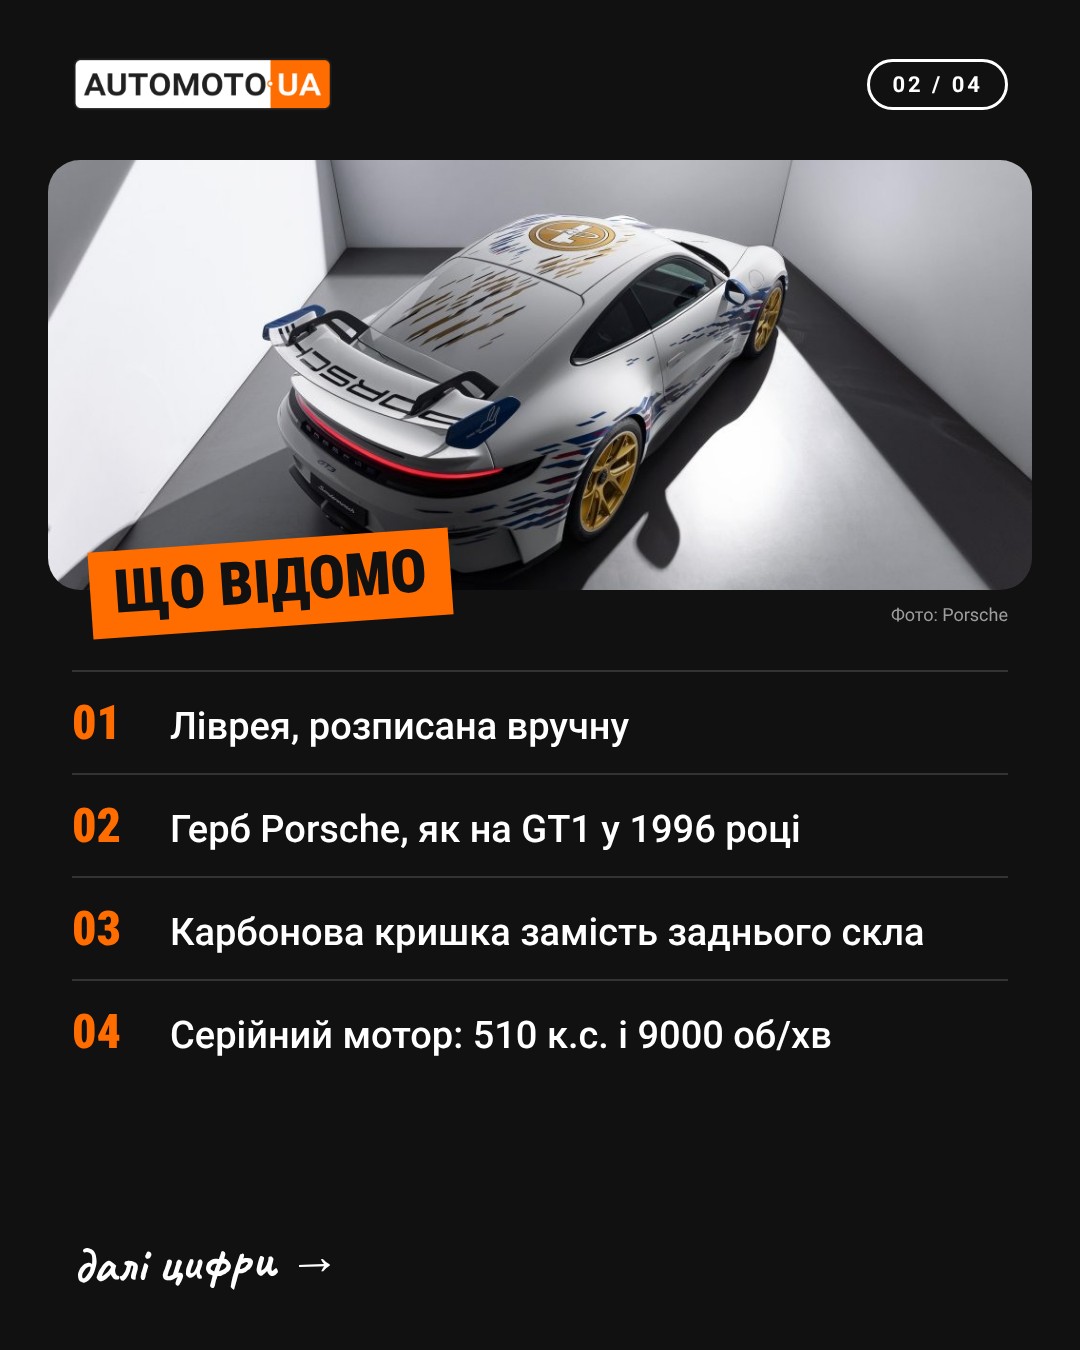 AUTOMOTO UA
02 / 04
PORSCHE
GT3
ЩО ВІДОМО
Фото: Porsche
01 Ліврея, розписана вручну
02 Герб Porsche, як на GT1 у 1996 році
03 Карбонова кришка замість заднього скла
04 Серійний мотор: 510 к.с. і 9000 об/хв
далі цифри →